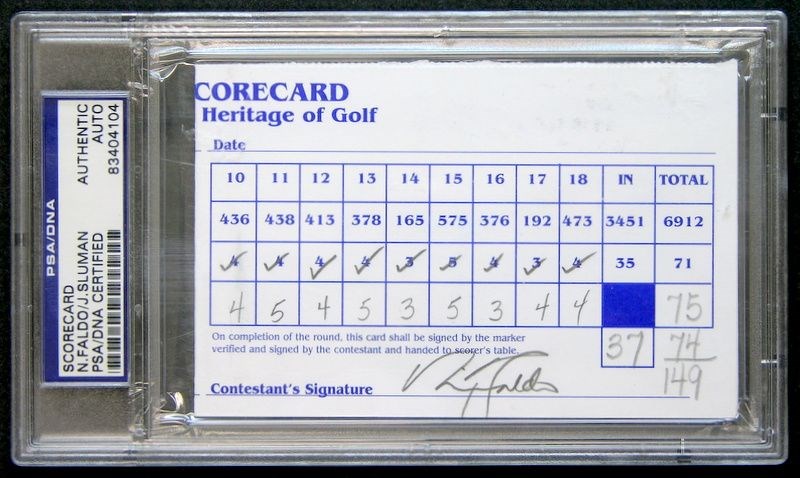 PSA/DNA
SCORECARD
N.FALDO/J.SLUMAN
PSA/DNA CERTIFIED
AUTHENTIC
AUTO
83404104
CORECARD
Heritage of Golf
Date
10 11 12 13 14 15 16 17 18 IN TOTAL
436 438 413 378 165 575 376 192 473 3451 6912
4 4 4 4 3 5 4 3 4 35 71
4 5 4 5 3 5 3 4 4 75
On completion of the round, this card shall be signed by the marker
verified and signed by the contestant and handed to scorer's table.
37 74
149
Contestant's Signature N Faldo